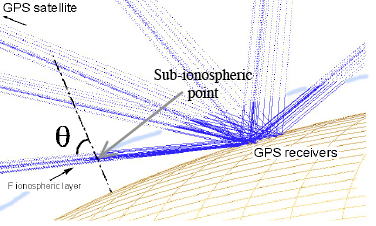 GPS satellite
Sub-ionospheric
point
θ
GPS receivers
F ionospheric layer